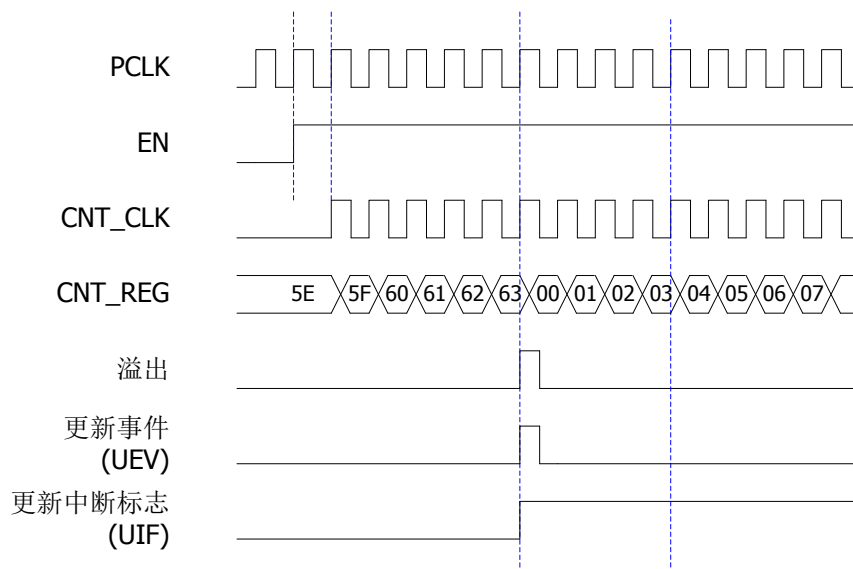 PCLK
EN
CNT_CLK
CNT_REG 5E 5F 60 61 62 63 00 01 02 03 04 05 06 07
溢出
更新事件
(UEV)
更新中断标志
(UIF)